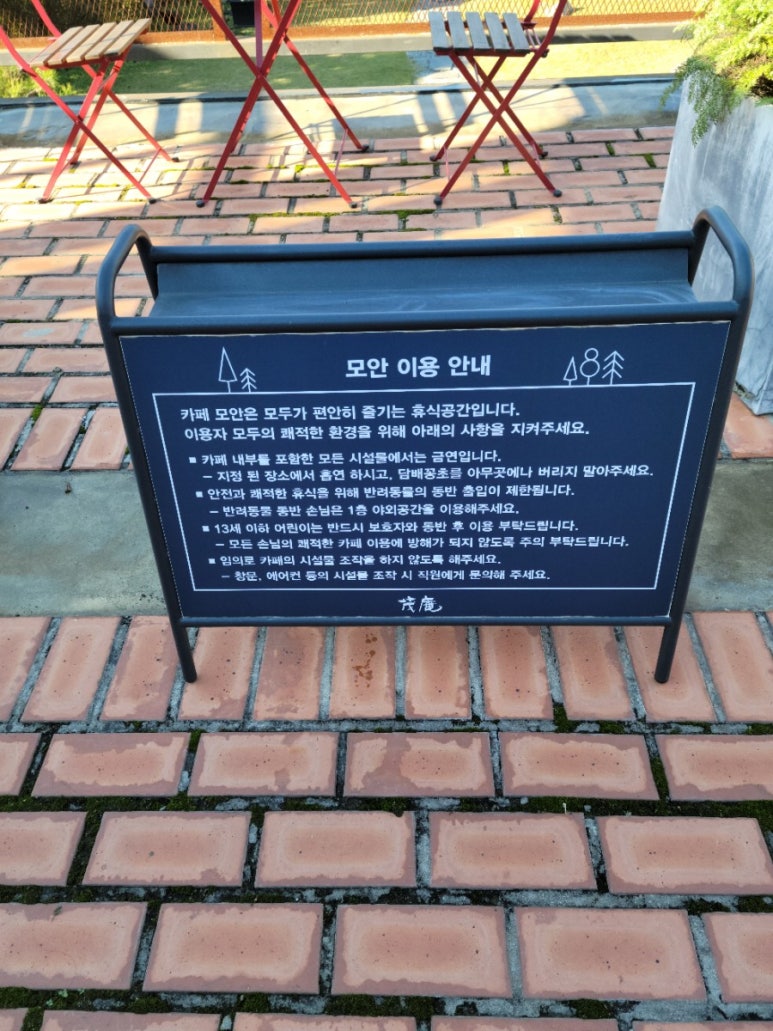 모안 이용 안내
카페 모안은 모두가 편안히 즐기는 휴식공간입니다.
이용자 모두의 쾌적한 환경을 위해 아래의 사항을 지켜주세요.
■ 카페 내부를 포함한 모든 시설물에서는 금연입니다.
– 지정 된 장소에서 흡연 하시고, 담배꽁초를 아무곳에나 버리지 말아주세요.
■ 안전과 쾌적한 휴식을 위해 반려동물의 동반 출입이 제한됩니다.
– 반려동물 동반 손님은 1층 야외공간을 이용해주세요.
■ 13세 이하 어린이는 반드시 보호자와 동반 후 이용 부탁드립니다.
– 모든 손님의 쾌적한 카페 이용에 방해가 되지 않도록 주의 부탁드립니다.
■ 임의로 카페의 시설물 조작을 하지 않도록 해주세요.
– 창문, 에어컨 등의 시설물 조작 시 직원에게 문의해 주세요.
茂庵